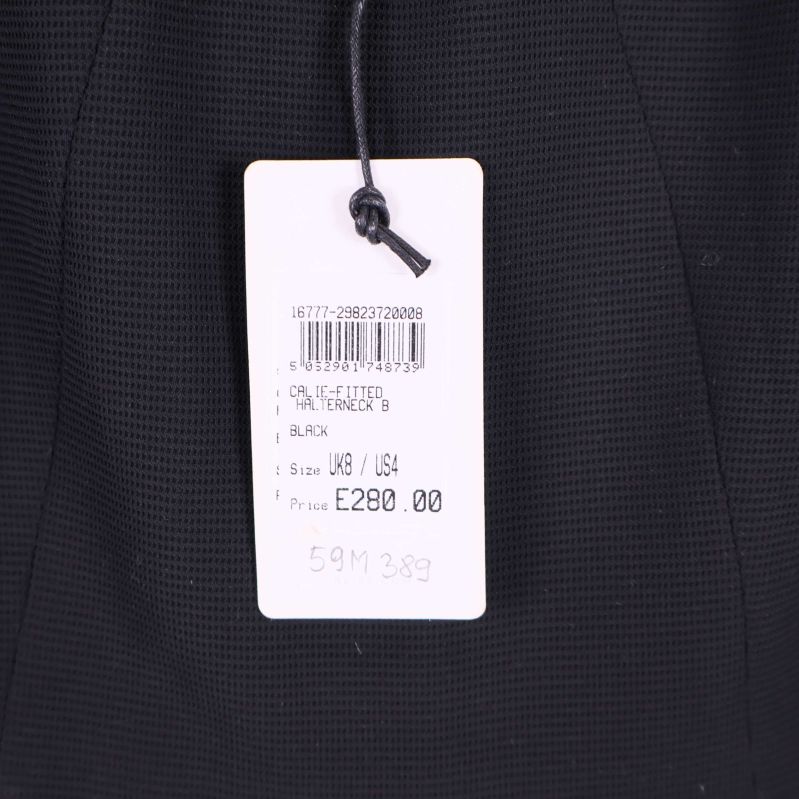 16777-29823720008
5 052901 748739
CALIE-FITTED
HALTERNECK B
BLACK
Size UK8 / US4
Price £280.00
59M 389